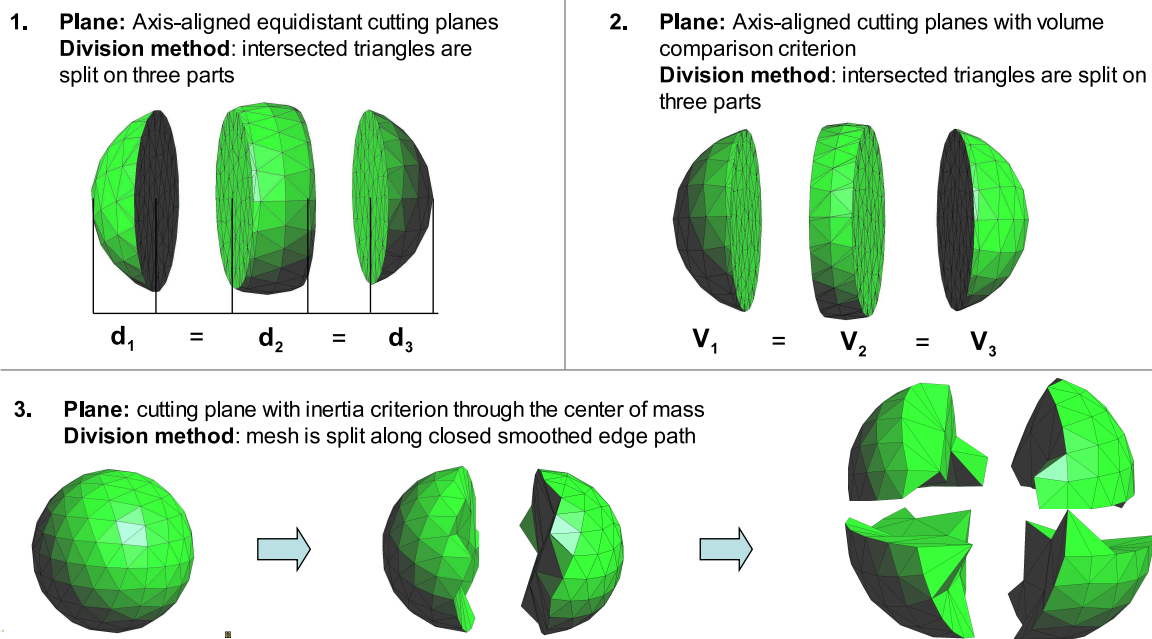 1. Plane: Axis-aligned equidistant cutting planes
Division method: intersected triangles are
split on three parts
d1 = d2 = d3
2. Plane: Axis-aligned cutting planes with volume
comparison criterion
Division method: intersected triangles are split on
three parts
V1 = V2 = V3
3. Plane: cutting plane with inertia criterion through the center of mass
Division method: mesh is split along closed smoothed edge path